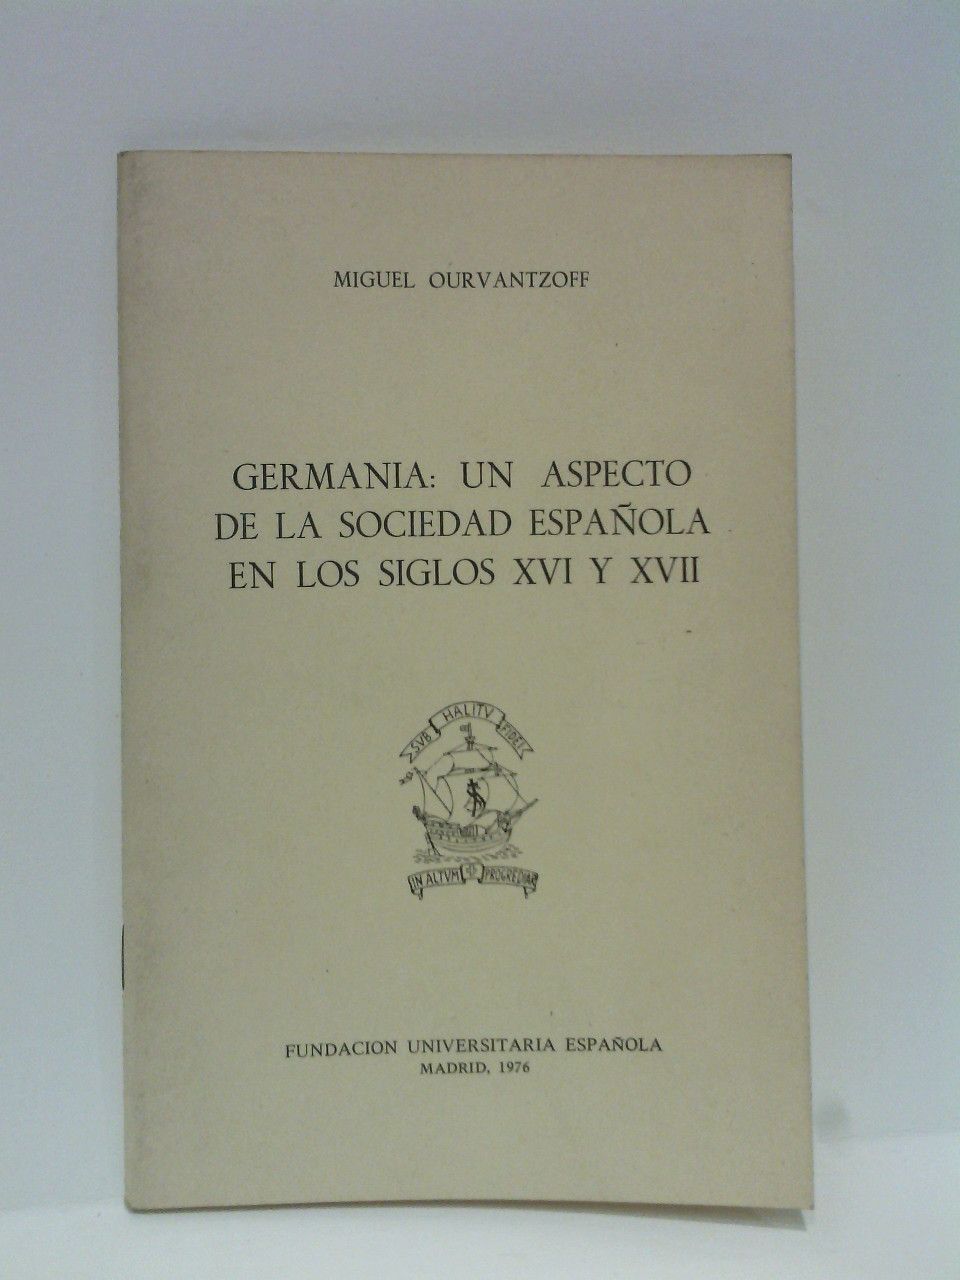 MIGUEL OURVANTZOFF
GERMANIA: UN ASPECTO
DE LA SOCIEDAD ESPAÑOLA
EN LOS SIGLOS XVI Y XVII
SVB HALITV FIDEI
IN ALTVM PROGREDIAR
FUNDACION UNIVERSITARIA ESPAÑOLA
MADRID, 1976